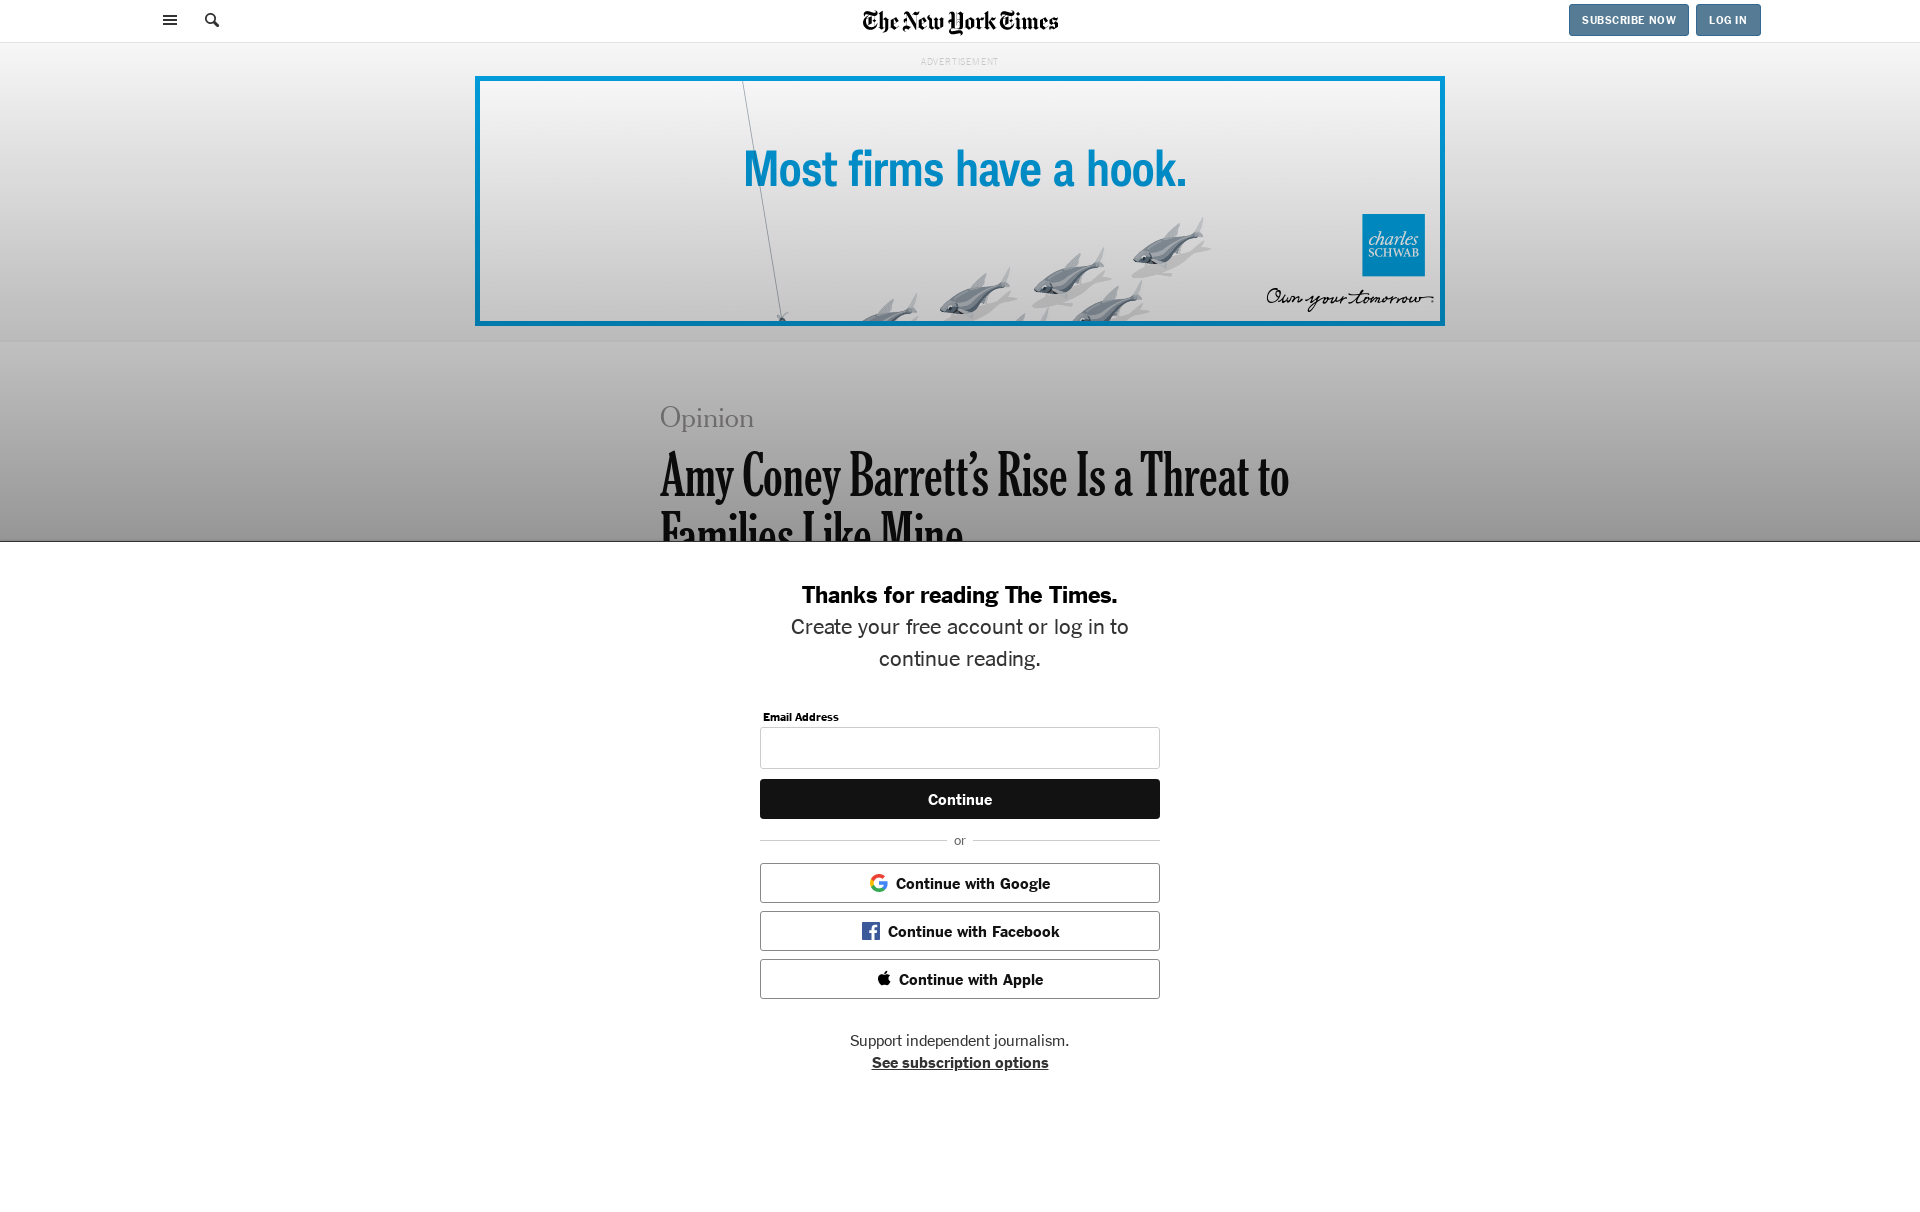 The New York Times
SUBSCRIBE NOW
LOG IN
ADVERTISEMENT
Most firms have a hook.
charles
SCHWAB
Own your tomorrow
Opinion
Amy Coney Barrett’s Rise Is a Threat to
Families Like Mine
Thanks for reading The Times.
Create your free account or log in to
continue reading.
Email Address
Continue
or
Continue with Google
Continue with Facebook
Continue with Apple
Support independent journalism.
See subscription options